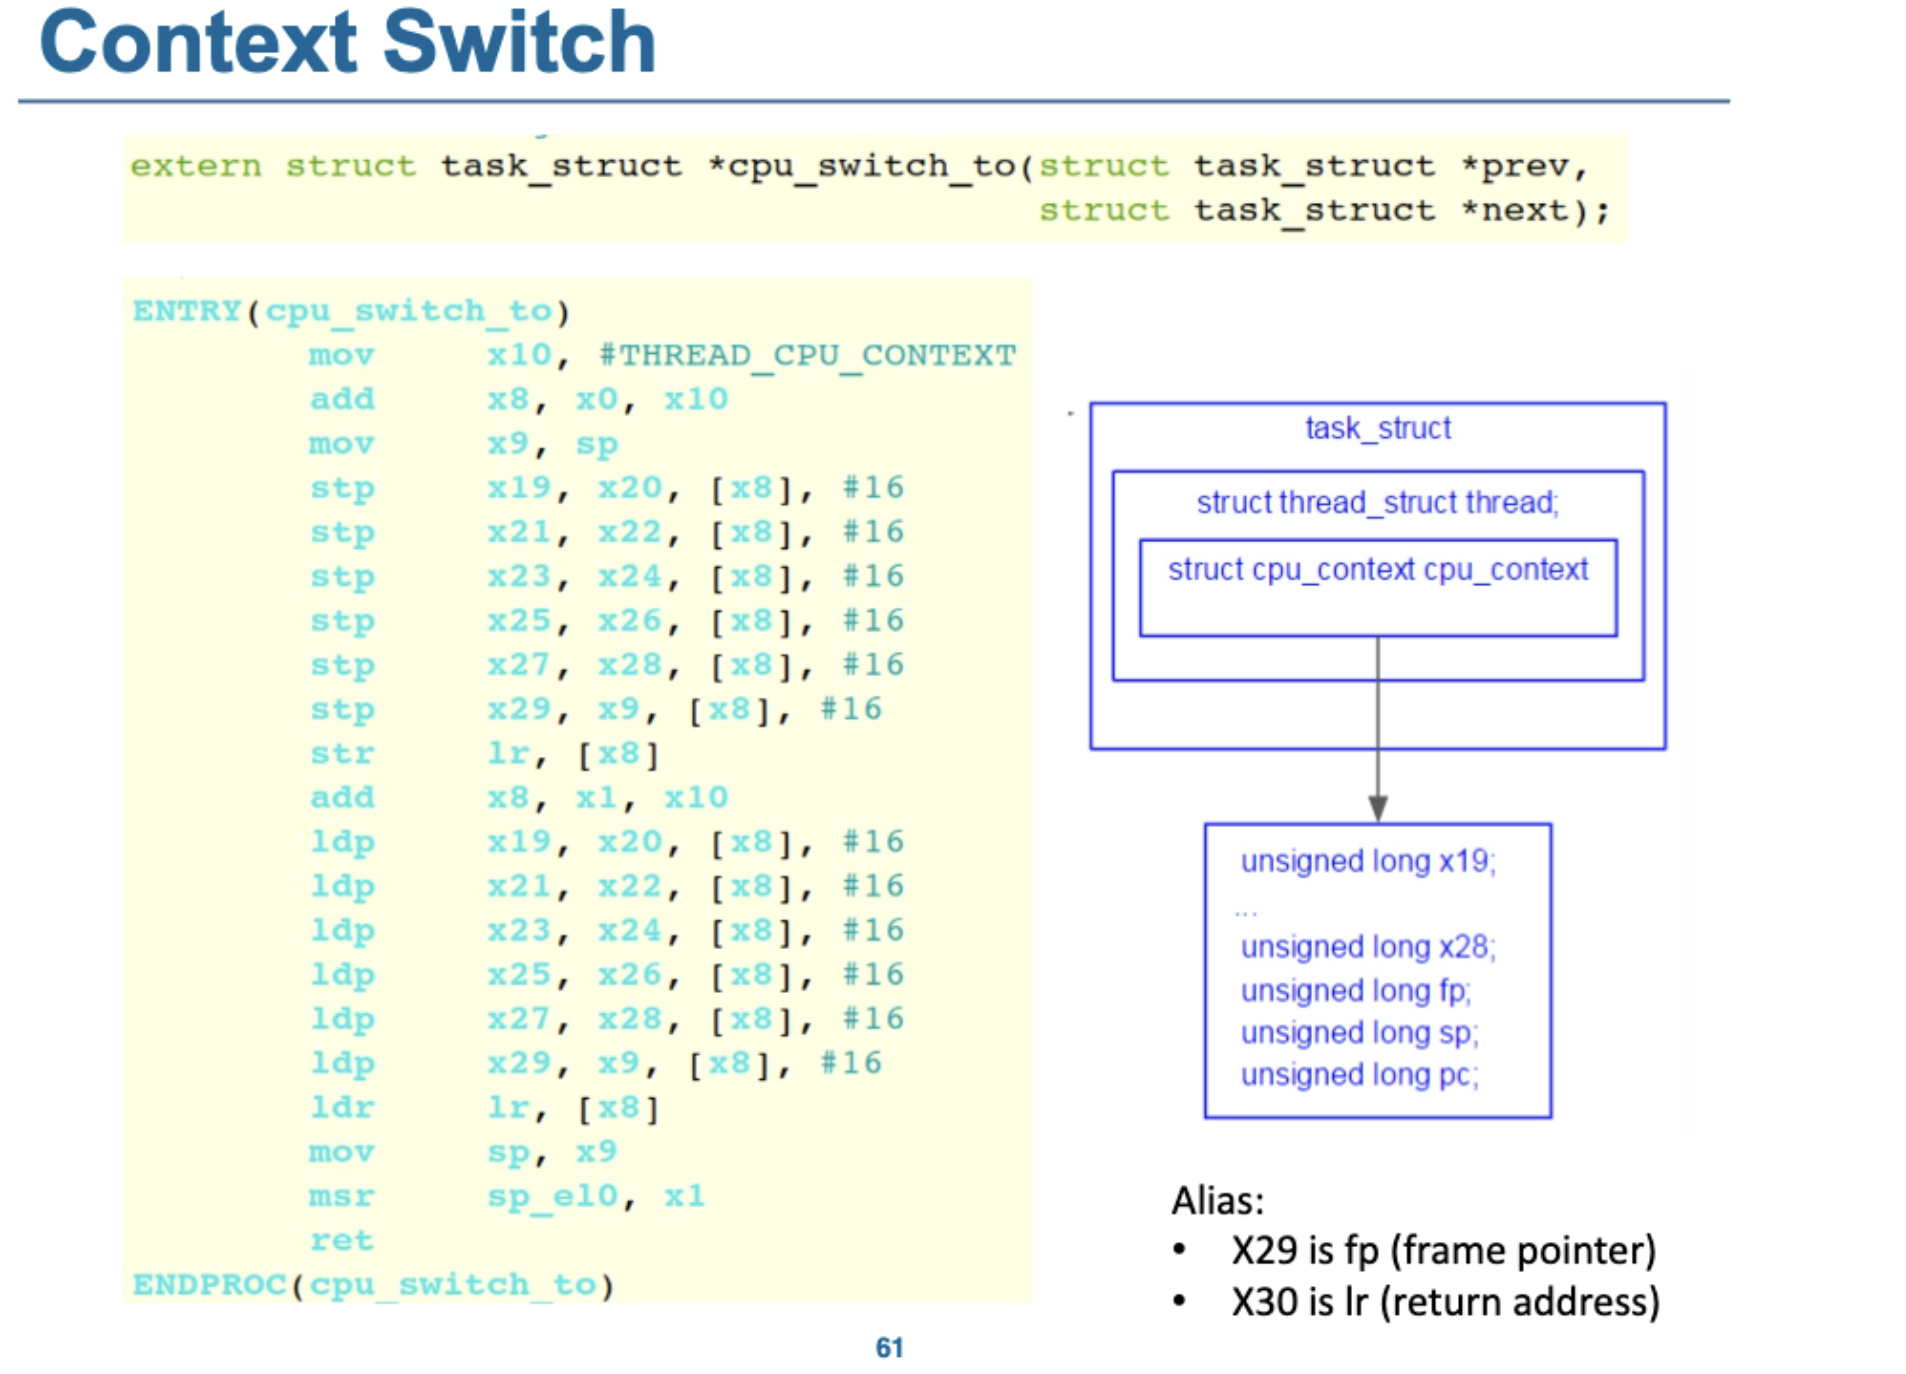 Context Switch
extern struct task_struct *cpu_switch_to(struct task_struct *prev,
struct task_struct *next);
ENTRY(cpu_switch_to)
mov x10, #THREAD_CPU_CONTEXT
add x8, x0, x10
mov x9, sp
stp x19, x20, [x8], #16
stp x21, x22, [x8], #16
stp x23, x24, [x8], #16
stp x25, x26, [x8], #16
stp x27, x28, [x8], #16
stp x29, x9, [x8], #16
str lr, [x8]
add x8, x1, x10
ldp x19, x20, [x8], #16
ldp x21, x22, [x8], #16
ldp x23, x24, [x8], #16
ldp x25, x26, [x8], #16
ldp x27, x28, [x8], #16
ldp x29, x9, [x8], #16
ldr lr, [x8]
mov sp, x9
msr sp_el0, x1
ret
ENDPROC(cpu_switch_to)
task_struct
struct thread_struct thread;
struct cpu_context cpu_context
unsigned long x19;
...
unsigned long x28;
unsigned long fp;
unsigned long sp;
unsigned long pc;
Alias:
• X29 is fp (frame pointer)
• X30 is lr (return address)
61